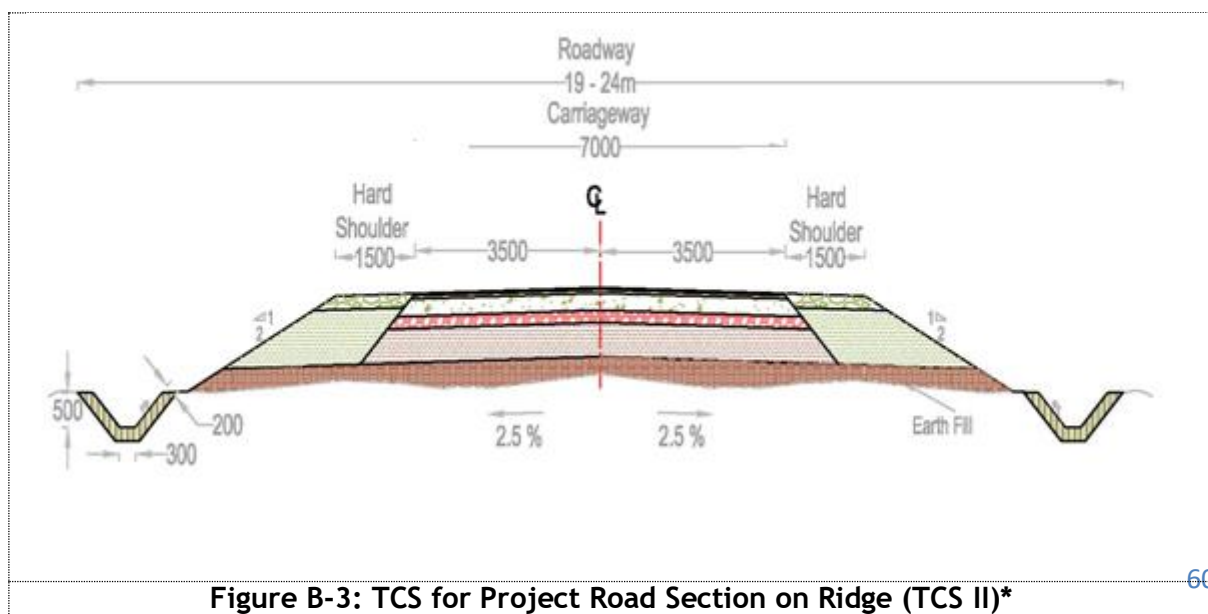 Roadway
19 - 24m
Carriageway
7000
Hard
Shoulder
1500
3500
℄
3500
Hard
Shoulder
1500
1
2
1
2
500
200
300
2.5 %
2.5 %
Earth Fill
60
Figure B-3: TCS for Project Road Section on Ridge (TCS II)*